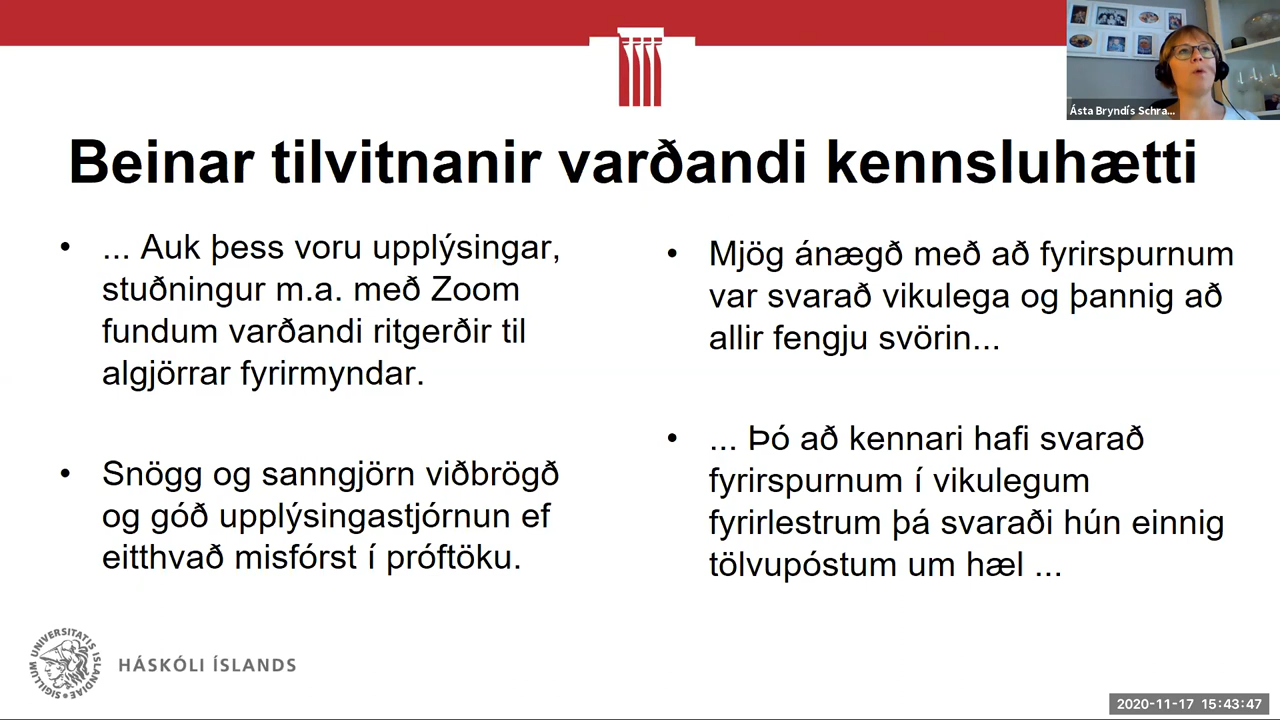 Ásta Bryndís Schra...
Beinar tilvitnanir varðandi kennsluhætti
• ... Auk þess voru upplýsingar,
stuðningur m.a. með Zoom
fundum varðandi ritgerðir til
algjörrar fyrirmyndar.
• Snögg og sanngjörn viðbrögð
og góð upplýsingastjórnun ef
eitthvað misfórst í próftöku.
• Mjög ánægð með að fyrirspurnum
var svarað vikulega og þannig að
allir fengju svörin...
• ... Þó að kennari hafi svarað
fyrirspurnum í vikulegum
fyrirlestrum þá svaraði hún einnig
tölvupóstum um hæl ...
SIGILLUM UNIVERSITATIS ISLANDIAE
HÁSKÓLI ÍSLANDS
2020-11-17 15:43:47